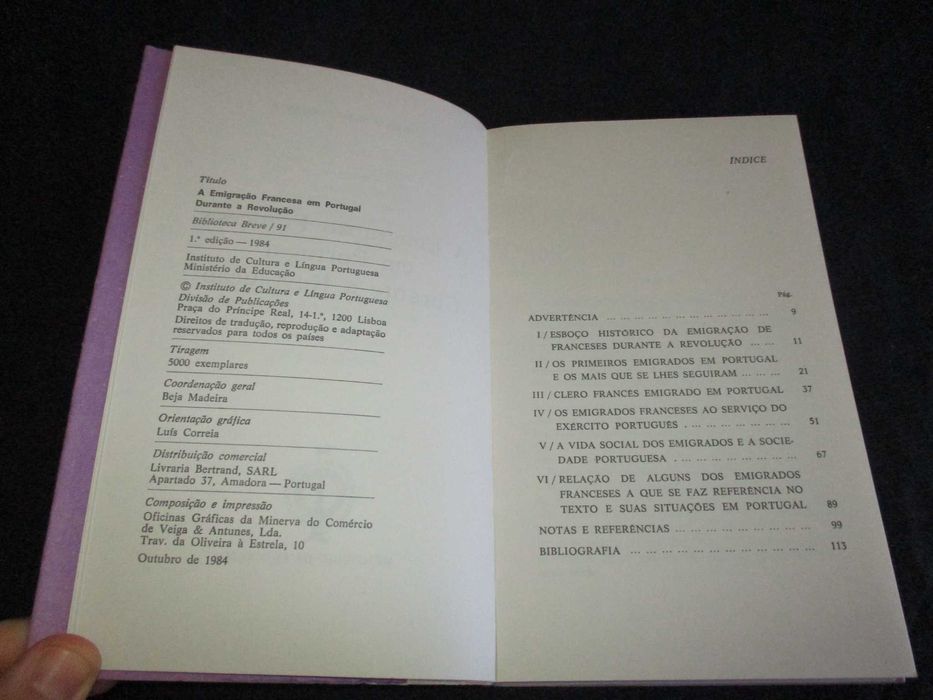 Título
A Emigração Francesa em Portugal
Durante a Revolução
Biblioteca Breve / 91
1.ª edição — 1984
Instituto de Cultura e Língua Portuguesa
Ministério da Educação
© Instituto de Cultura e Língua Portuguesa
Divisão de Publicações
Praça do Príncipe Real, 14-1.º, 1200 Lisboa
Direitos de tradução, reprodução e adaptação
reservados para todos os países
Tiragem
5000 exemplares
Coordenação geral
Beja Madeira
Orientação gráfica
Luís Correia
Distribuição comercial
Livraria Bertrand, SARL
Apartado 37, Amadora — Portugal
Composição e impressão
Oficinas Gráficas da Minerva do Comércio
de Veiga & Antunes, Lda.
Trav. da Oliveira à Estrela, 10
Outubro de 1984
ÍNDICE
Pág.
ADVERTÊNCIA ... ... ... ... ... ... ... ... ... 9
I / ESBOÇO HISTÓRICO DA EMIGRAÇÃO DE
FRANCESES DURANTE A REVOLUÇÃO ... ... 11
II / OS PRIMEIROS EMIGRADOS EM PORTUGAL
E OS MAIS QUE SE LHES SEGUIRAM ... ... ... 21
III / CLERO FRANCÊS EMIGRADO EM PORTUGAL 37
IV / OS EMIGRADOS FRANCESES AO SERVIÇO DO
EXÉRCITO PORTUGUÊS . ... ... ... ... ... ... 51
V / A VIDA SOCIAL DOS EMIGRADOS E A SOCIE-
DADE PORTUGUESA . ... ... ... ... ... ... ... 67
VI / RELAÇÃO DE ALGUNS DOS EMIGRADOS
FRANCESES A QUE SE FAZ REFERÊNCIA NO
TEXTO E SUAS SITUAÇÕES EM PORTUGAL 89
NOTAS E REFERÊNCIAS ... ... ... ... ... ... ... 99
BIBLIOGRAFIA ... ... ... ... ... ... ... ... ... 113